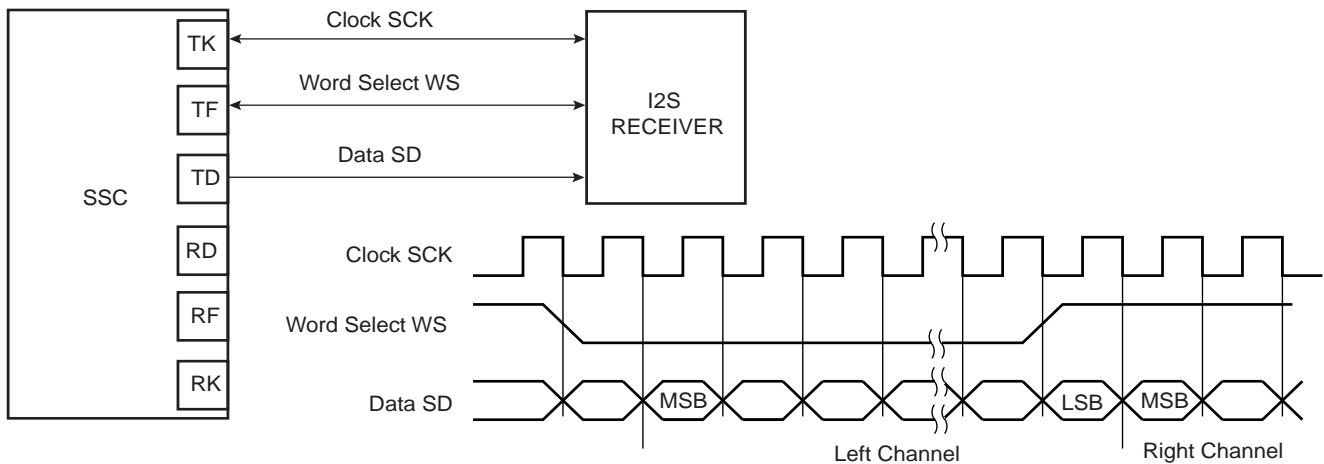 Clock SCK
TK
Word Select WS
TF
I2S
RECEIVER
Data SD
TD
SSC
RD
RF
RK
Clock SCK
Word Select WS
Data SD
MSB
LSB
MSB
Left Channel
Right Channel